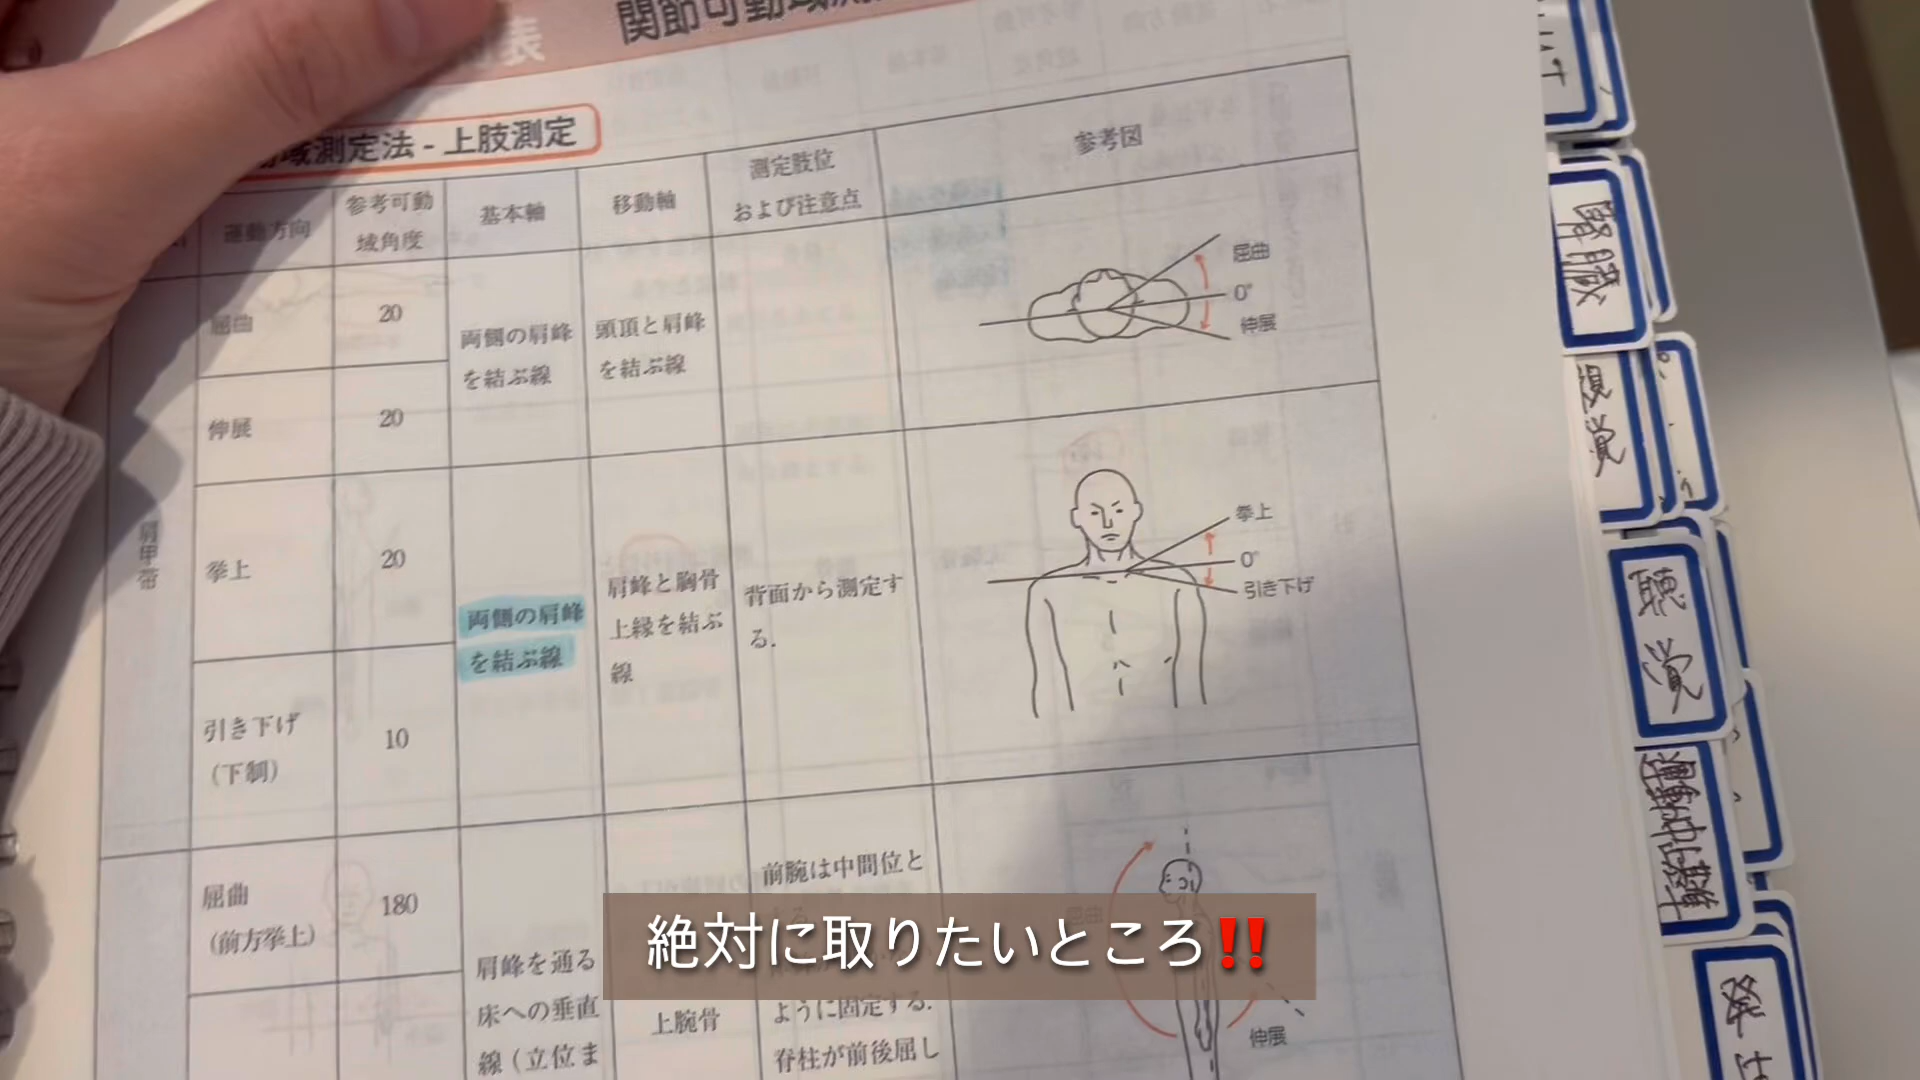 関節可動域測
表
域測定法 - 上肢測定
運動方向
参考可動
域角度
基本軸
移動軸
測定肢位
および注意点
参考図
肩甲帯
屈曲
20
伸展
20
両側の肩峰
を結ぶ線
頭頂と肩峰
を結ぶ線
屈曲
0°
伸展
挙上
20
引き下げ
(下制)
10
両側の肩峰
を結ぶ線
肩峰と胸骨
上縁を結ぶ
線
背面から測定す
る.
挙上
0°
引き下げ
屈曲
(前方挙上)
180
肩峰を通る
床への垂直
線(立位ま
上腕骨
前腕は中間位と
ように固定する.
脊柱が前後屈し
屈曲
伸展
絶対に取りたいところ‼️
腎臓
視覚
聴覚
運動中基準